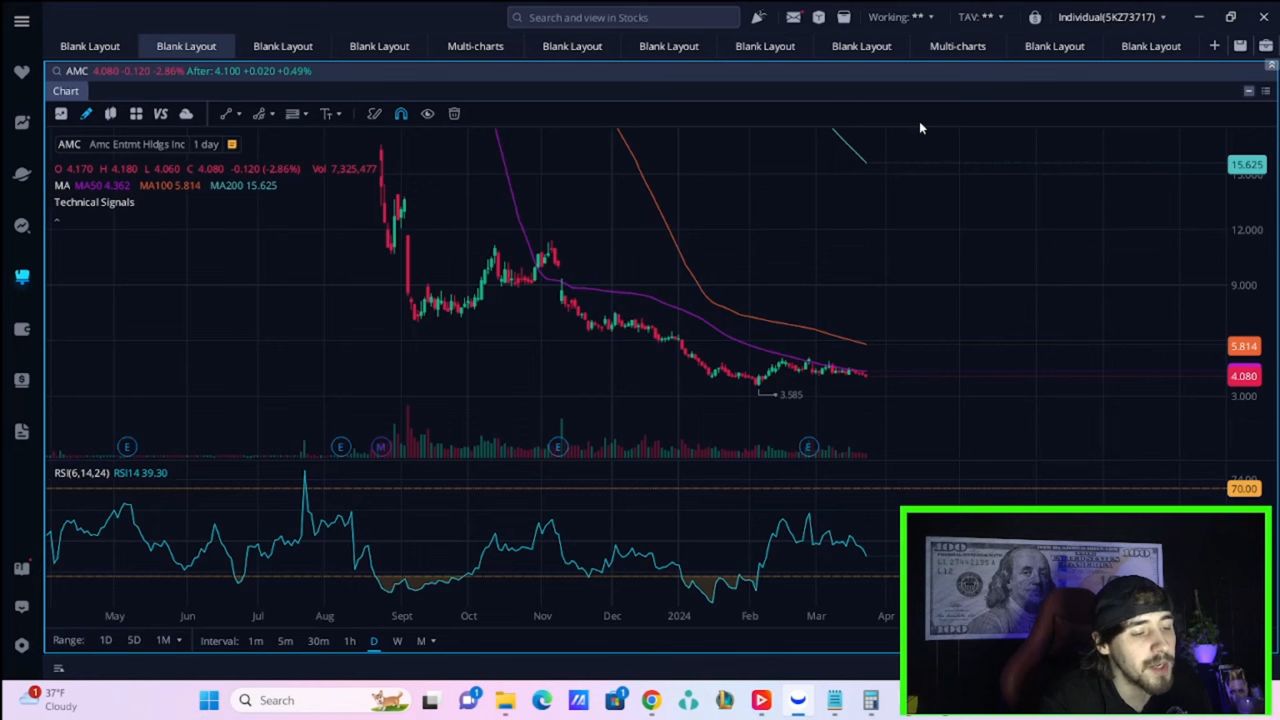 Search and view in Stocks
Working: **
TAV: **
Individual(5KZ73717)
Blank Layout
Blank Layout
Blank Layout
Blank Layout
Multi-charts
Blank Layout
Blank Layout
Blank Layout
Blank Layout
Multi-charts
Blank Layout
Blank Layout
AMC 4.080 -0.120 -2.86% After: 4.100 +0.020 +0.49%
Chart
VS
AMC Amc Entmt Hldgs Inc 1 day
O 4.170 H 4.180 L 4.060 C 4.080 -0.120 (-2.86%) Vol 7,325,477
MA MA50 4.362 MA100 5.814 MA200 15.625
Technical Signals
15.625
12.000
9.000
5.814
4.080
3.000
3.585
E E M E E
RSI(6,14,24) RSI14 39.30
70.00
May Jun Jul Aug Sept Oct Nov Dec 2024 Feb Mar Apr
Range: 1D 5D 1M Interval: 1m 5m 30m 1h D W M
100
100
1
37°F
Cloudy
Search
1
1